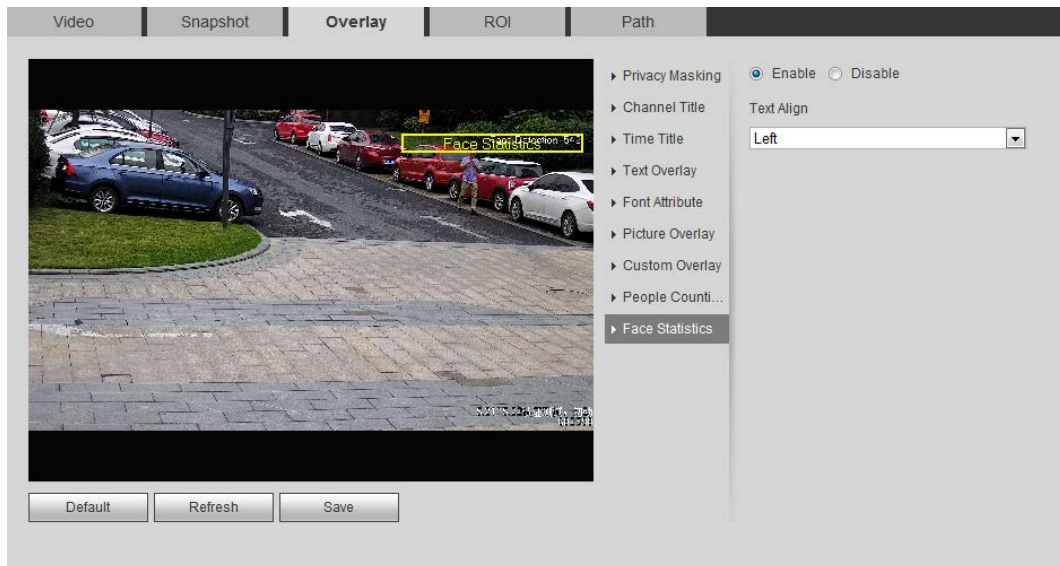 Video
Snapshot
Overlay
ROI
Path
Face Statistics
Privacy Masking
Channel Title
Time Title
Text Overlay
Font Attribute
Picture Overlay
Custom Overlay
People Counti...
Face Statistics
Enable
Disable
Text Align
Left
Default
Refresh
Save